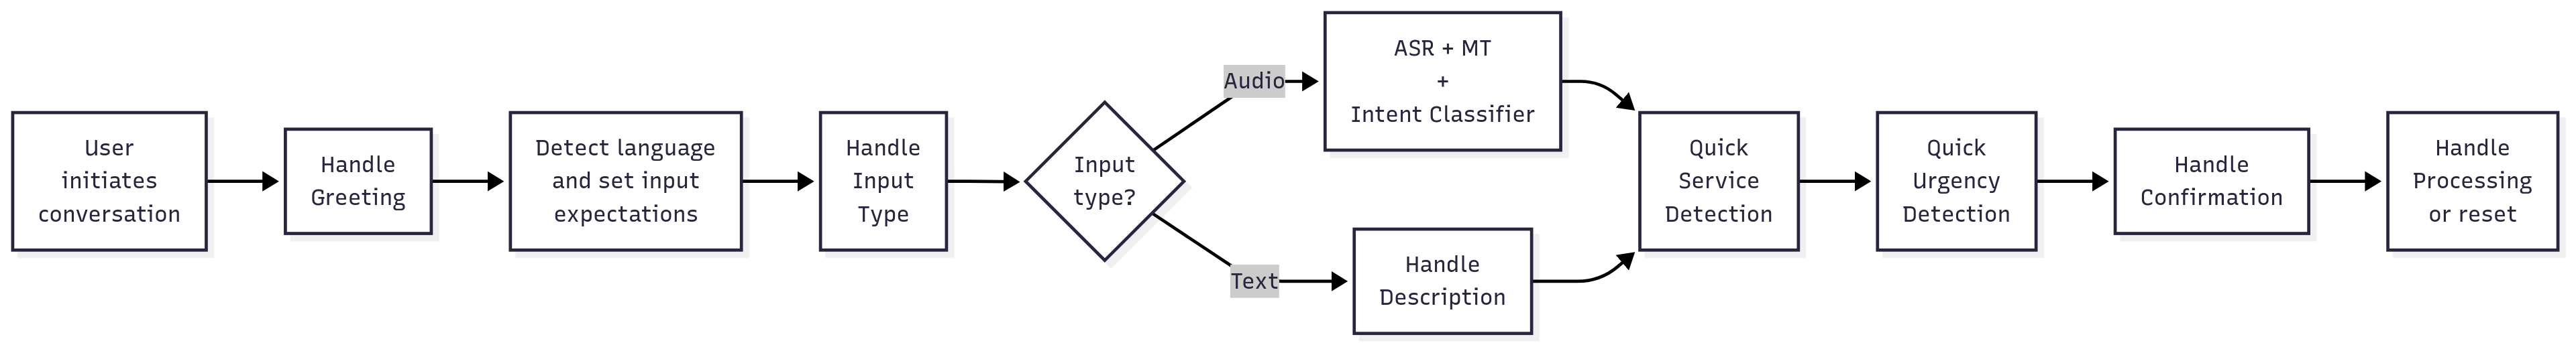 User
initiates
conversation
Handle
Greeting
Detect language
and set input
expectations
Handle
Input
Type
Input
type?
Audio
ASR + MT
+
Intent Classifier
Text
Handle
Description
Quick
Service
Detection
Quick
Urgency
Detection
Handle
Confirmation
Handle
Processing
or reset